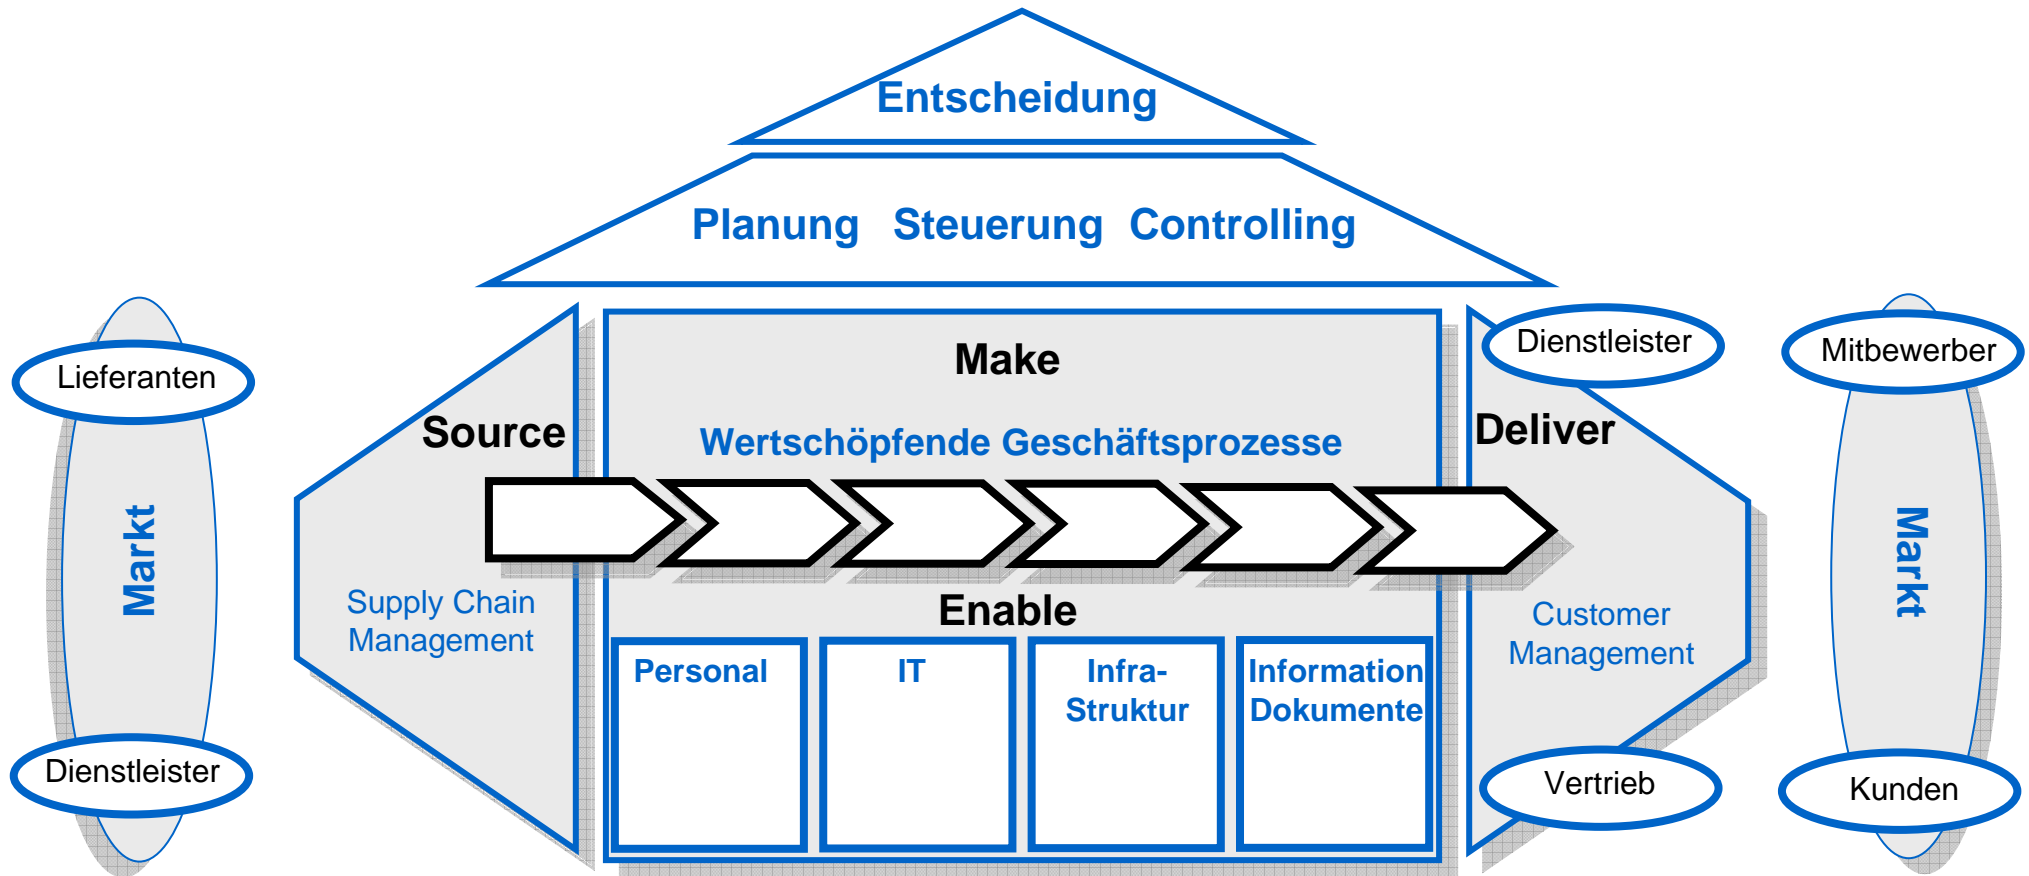 Entscheidung
Planung Steuerung Controlling
Lieferanten
Markt
Dienstleister
Source
Supply Chain
Management
Make
Wertschöpfende Geschäftsprozesse
Enable
Personal
IT
Infra-
Struktur
Information
Dokumente
Dienstleister
Deliver
Customer
Management
Vertrieb
Mitbewerber
Markt
Kunden